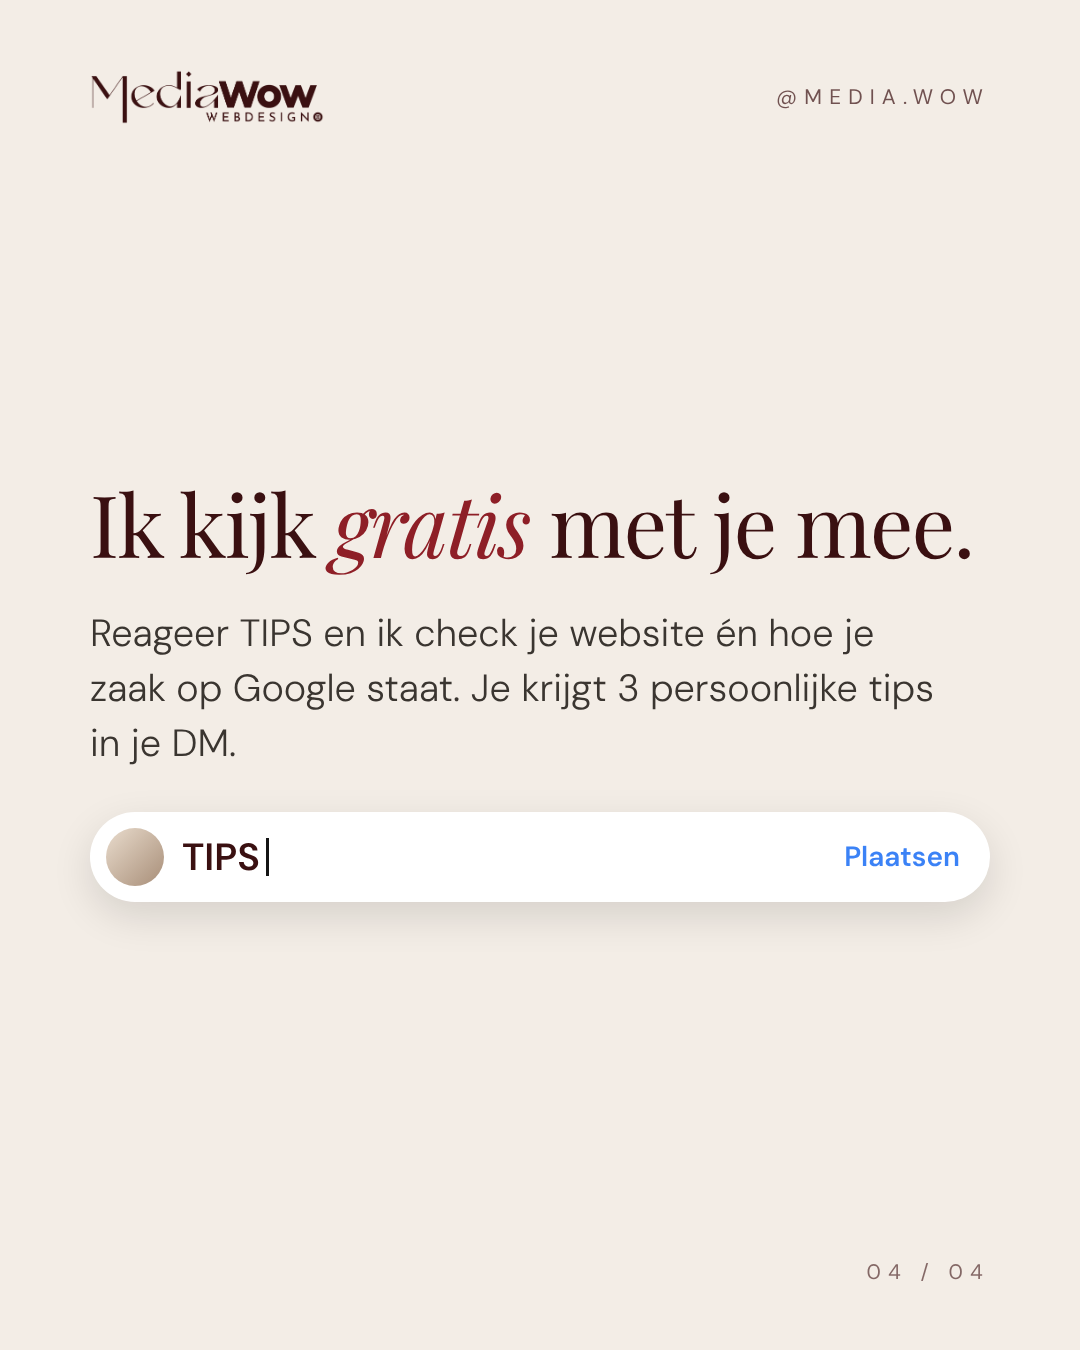 MediaWow
WEBDESIGN
@MEDIA.WOW
Ik kijk gratis met je mee.
Reageer TIPS en ik check je website én hoe je
zaak op Google staat. Je krijgt 3 persoonlijke tips
in je DM.
TIPS
Plaatsen
04 / 04